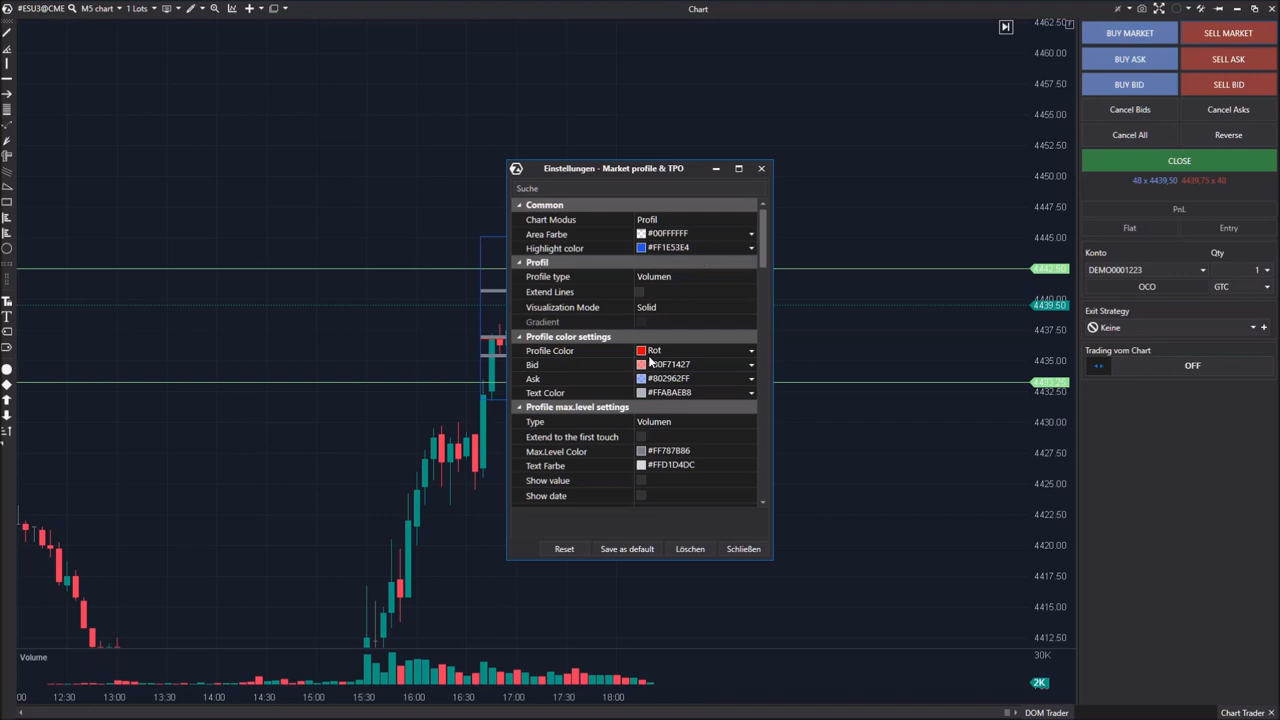 #ESU3@CME M5 chart 1 Lots Chart
4462.50
4460.00
4457.50
4455.00
4452.50
4450.00
4447.50
4445.00
4442.50
4440.00
4439.50
4437.50
4435.00
4432.50
4430.00
4427.50
4425.00
4422.50
4420.00
4417.50
4415.00
4412.50
Einstellungen - Market profile & TPO
Suche
Common
Chart Modus Profil
Area Farbe #00FFFFFF
Highlight color #FF1E53E4
Profil
Profile type Volumen
Extend Lines
Visualization Mode Solid
Gradient
Profile color settings
Profile Color Rot
Bid #80F71427
Ask #802962FF
Text Color #FFABAEB8
Profile max.level settings
Type Volumen
Extend to the first touch
Max.Level Color #FF787B86
Text Farbe #FFD1D4DC
Show value
Show date
Reset Save as default Löschen Schließen
BUY MARKET SELL MARKET
BUY ASK SELL ASK
BUY BID SELL BID
Cancel Bids Cancel Asks
Cancel All Reverse
CLOSE
48 x 4439,50 4439,75 x 40
PnL
Flat Entry
Konto Qty
DEMO0001223 1
OCO GTC
Exit Strategy
Keine
Trading vom Chart
OFF
Volume
30K
2K
12:30 13:00 13:30 14:00 14:30 15:00 15:30 16:00 16:30 17:00 17:30 18:00
DOM Trader Chart Trader